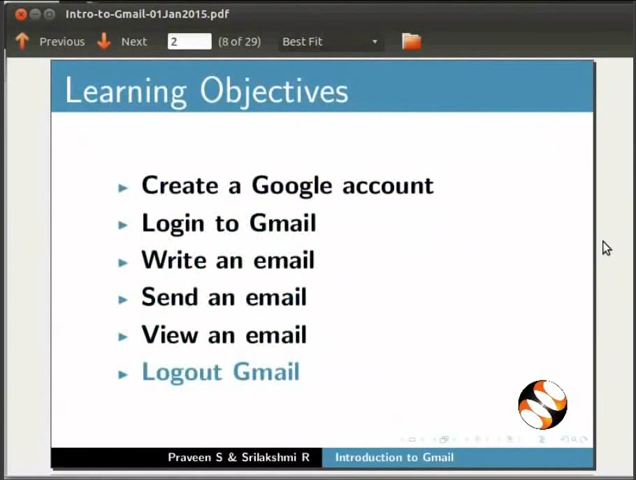 Intro-to-Gmail-01Jan2015.pdf
Previous Next 2 (8 of 29) Best Fit
Learning Objectives
Create a Google account
Login to Gmail
Write an email
Send an email
View an email
Logout Gmail
Praveen S & Srilakshmi R Introduction to Gmail